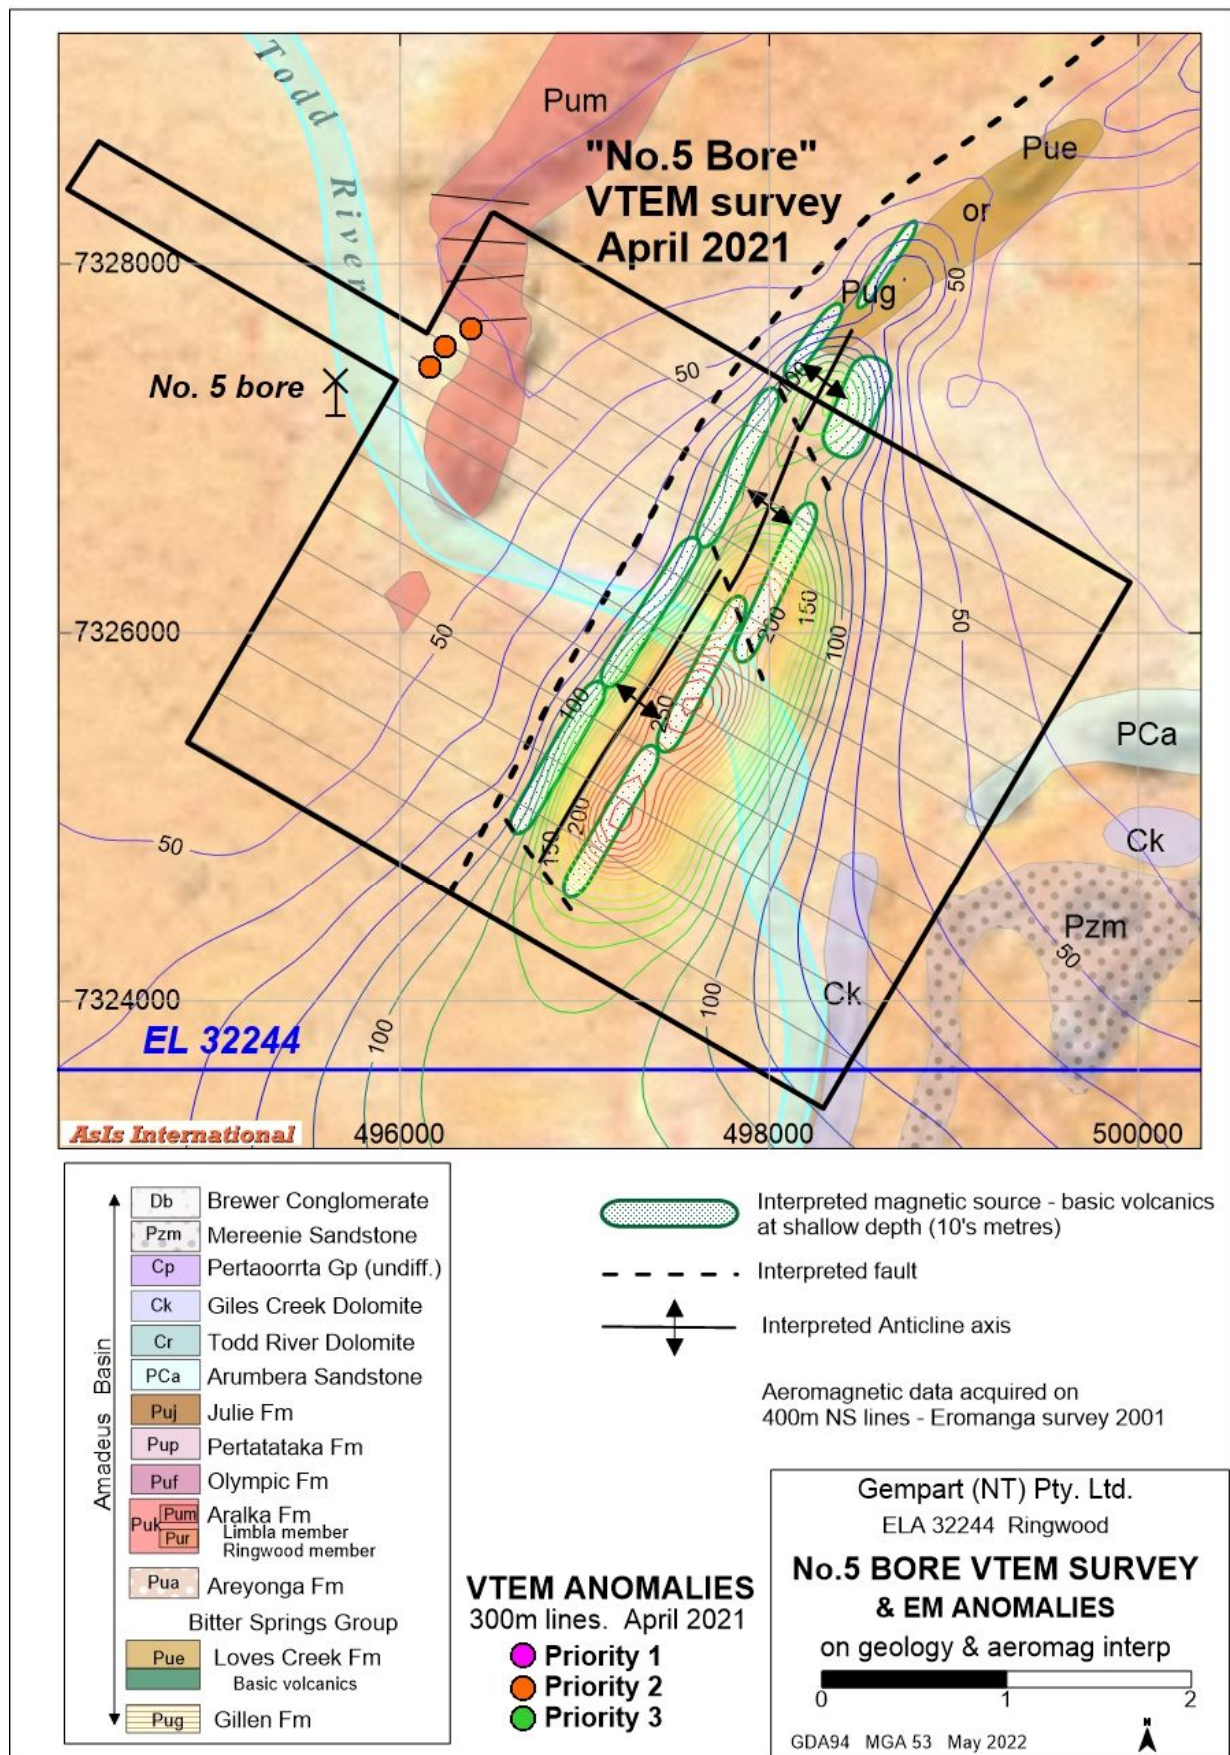 Todd River
Pum
"No.5 Bore"
VTEM survey
April 2021
Pue
or
Pug
7328000
50
50
100
No. 5 bore
7326000
50
200
150
100
50
100
250
PCa
50
150
200
Ck
Pzm
50
7324000
100
100
Ck
EL 32244
AsIs International
496000
498000
500000
Amadeus Basin
Db Brewer Conglomerate
Pzm Mereenie Sandstone
Cp Pertaoorrta Gp (undiff.)
Ck Giles Creek Dolomite
Cr Todd River Dolomite
PCa Arumbera Sandstone
Puj Julie Fm
Pup Pertatataka Fm
Puf Olympic Fm
Puk Pum Aralka Fm
Limbla member
Pur Ringwood member
Pua Areyonga Fm
Bitter Springs Group
Pue Loves Creek Fm
Basic volcanics
Pug Gillen Fm
Interpreted magnetic source - basic volcanics
at shallow depth (10's metres)
Interpreted fault
Interpreted Anticline axis
Aeromagnetic data acquired on
400m NS lines - Eromanga survey 2001
VTEM ANOMALIES
300m lines. April 2021
Priority 1
Priority 2
Priority 3
Gempart (NT) Pty. Ltd.
ELA 32244 Ringwood
No.5 BORE VTEM SURVEY
& EM ANOMALIES
on geology & aeromag interp
0 1 2
GDA94 MGA 53 May 2022
N